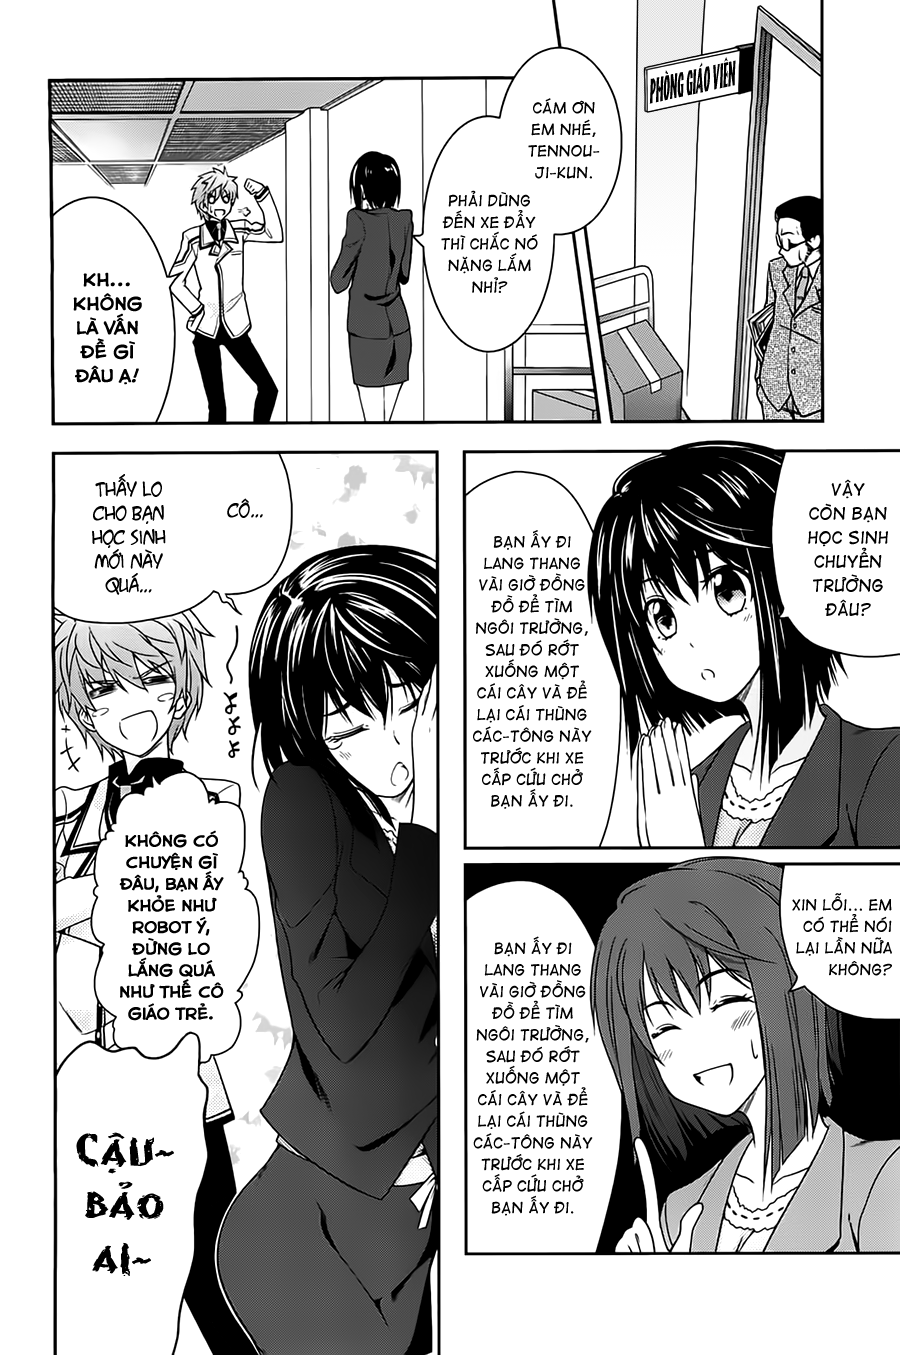 PHÒNG GIÁO VIÊN
CÁM ƠN
EM NHÉ,
TENNOU-
JI-KUN.
PHẢI DÙNG
ĐẾN XE ĐẨY
THÌ CHẮC NÓ
NẶNG LẮM
NHỈ?
KH...
KHÔNG
LÀ VẤN
ĐỀ GÌ
ĐÂU Ạ!
VẬY
CÒN BẠN
HỌC SINH
CHUYỂN
TRƯỜNG
ĐÂU?
BẠN ẤY ĐI
LANG THANG
VÀI GIỜ ĐỒNG
ĐỒ ĐỂ TÌM
NGÔI TRƯỜNG,
SAU ĐÓ RỚT
XUỐNG MỘT
CÁI CÂY VÀ ĐỂ
LẠI CÁI THÙNG
CÁC-TÔNG NÀY
TRƯỚC KHI XE
CẤP CỨU CHỞ
BẠN ẤY ĐI.
XIN LỖI... EM
CÓ THỂ NÓI
LẠI LẦN NỮA
KHÔNG?
BẠN ẤY ĐI
LANG THANG
VÀI GIỜ ĐỒNG
ĐỒ ĐỂ TÌM
NGÔI TRƯỜNG,
SAU ĐÓ RỚT
XUỐNG MỘT
CÁI CÂY VÀ ĐỂ
LẠI CÁI THÙNG
CÁC-TÔNG NÀY
TRƯỚC KHI XE
CẤP CỨU CHỞ
BẠN ẤY ĐI.
CÔ...
THẤY LO
CHO BẠN
HỌC SINH
MỚI NÀY
QUÁ...
〜よよよよ
KHÔNG CÓ
CHUYỆN GÌ
ĐÂU, BẠN ẤY
KHỎE NHƯ
ROBOT Ý,
ĐỪNG LO
LẮNG QUÁ
NHƯ THẾ CÔ
GIÁO TRẺ.
CẬU~
BẢO
AI~